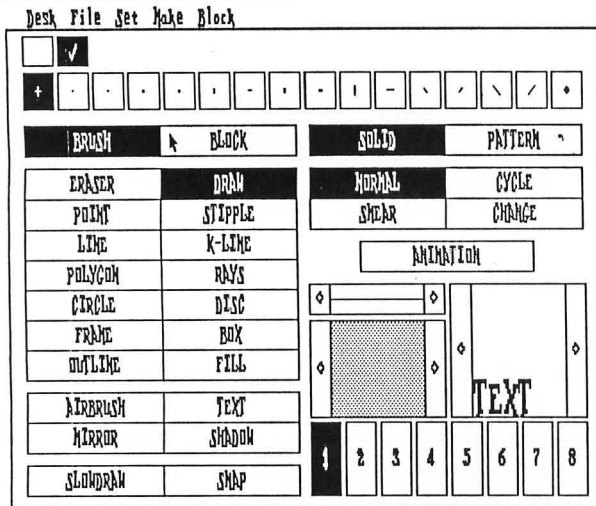 Desk File Set Make Block
BRUSH BLOCK SOLID PATTERN
ERASER DRAW NORMAL CYCLE
POINT STIPPLE SMEAR CHANGE
LINE K-LINE
ANIMATION
POLYGON RAYS
CIRCLE DISC
FRAME BOX
OUTLINE FILL
TEXT
AIRBRUSH TEXT
MIRROR SHADOW
1 2 3 4 5 6 7 8
SLOWDRAW SNAP